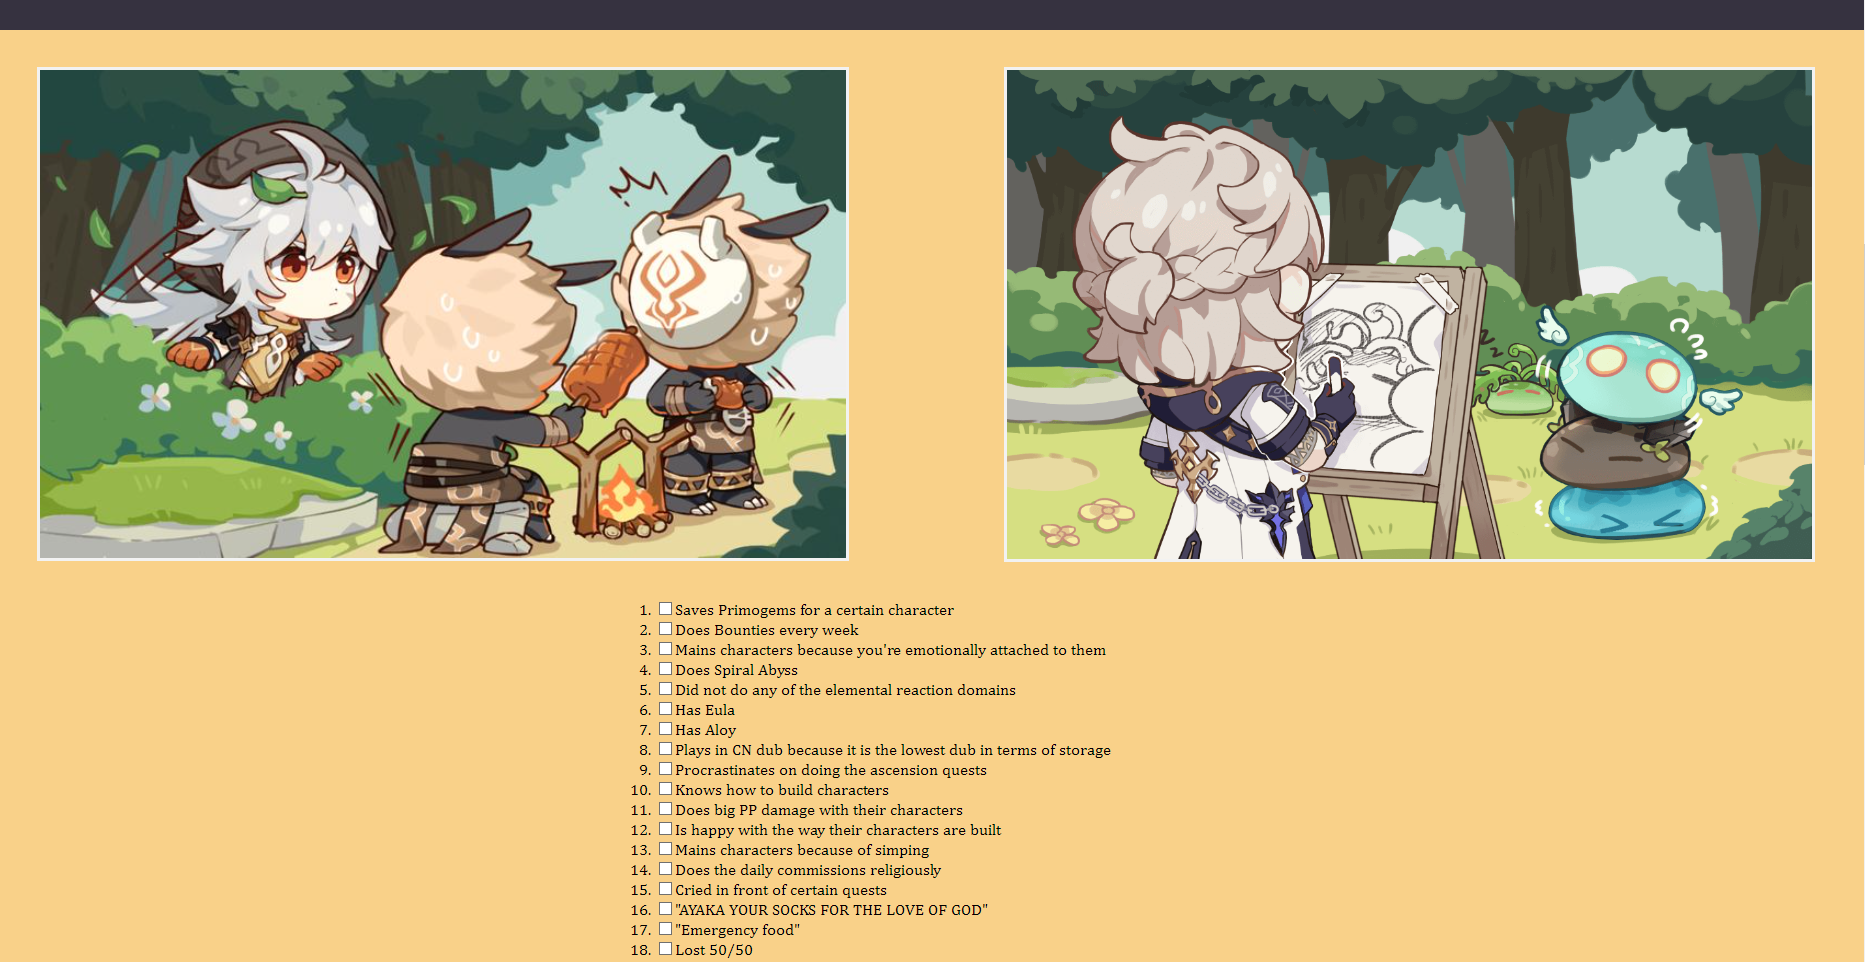 1. Saves Primogems for a certain character
2. Does Bounties every week
3. Mains characters because you're emotionally attached to them
4. Does Spiral Abyss
5. Did not do any of the elemental reaction domains
6. Has Eula
7. Has Aloy
8. Plays in CN dub because it is the lowest dub in terms of storage
9. Procrastinates on doing the ascension quests
10. Knows how to build characters
11. Does big PP damage with their characters
12. Is happy with the way their characters are built
13. Mains characters because of simping
14. Does the daily commissions religiously
15. Cried in front of certain quests
16. "AYAKA YOUR SOCKS FOR THE LOVE OF GOD"
17. "Emergency food"
18. Lost 50/50